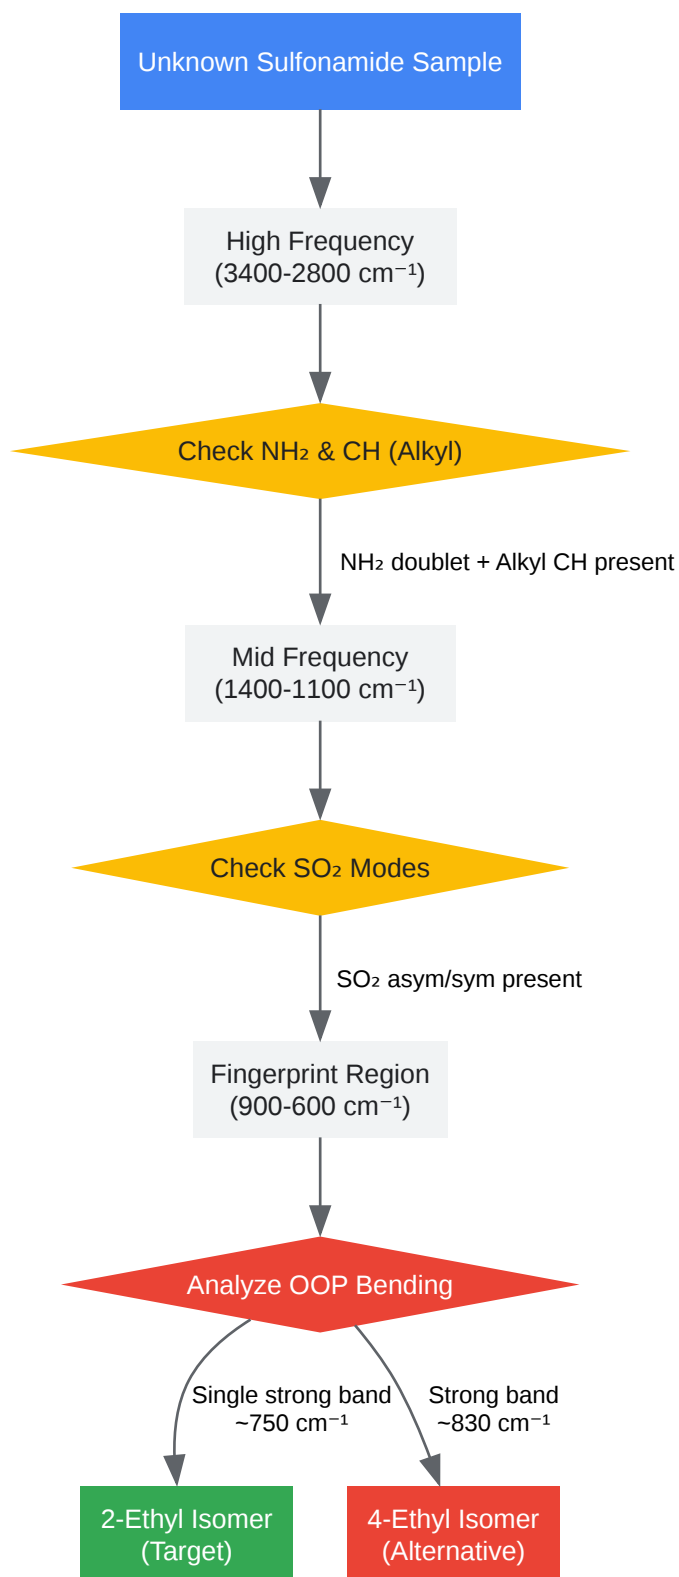 Unknown Sulfonamide Sample
High Frequency
(3400-2800 cm⁻¹)
Check NH₂ & CH (Alkyl)
NH₂ doublet + Alkyl CH present
Mid Frequency
(1400-1100 cm⁻¹)
Check SO₂ Modes
SO₂ asym/sym present
Fingerprint Region
(900-600 cm⁻¹)
Analyze OOP Bending
Single strong band
~750 cm⁻¹
Strong band
~830 cm⁻¹
2-Ethyl Isomer
(Target)
4-Ethyl Isomer
(Alternative)